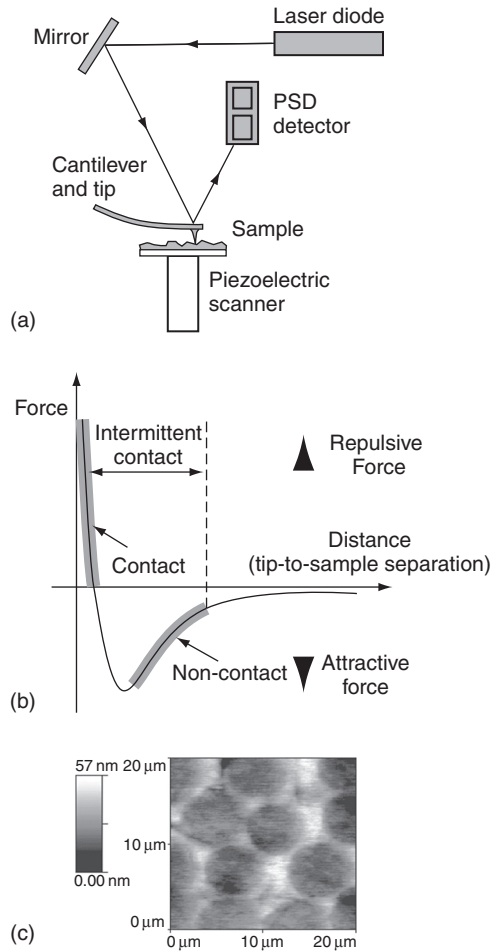 Laser diode
Mirror
PSD
detector
Cantilever
and tip
Sample
Piezoelectric
scanner
(a)
Force
Intermittent
contact
Repulsive
Force
Contact
Distance
(tip-to-sample separation)
Non-contact
Attractive
force
(b)
57 nm
0.00 nm
20 µm
10 µm
0 µm
0 µm
10 µm
20 µm
(c)